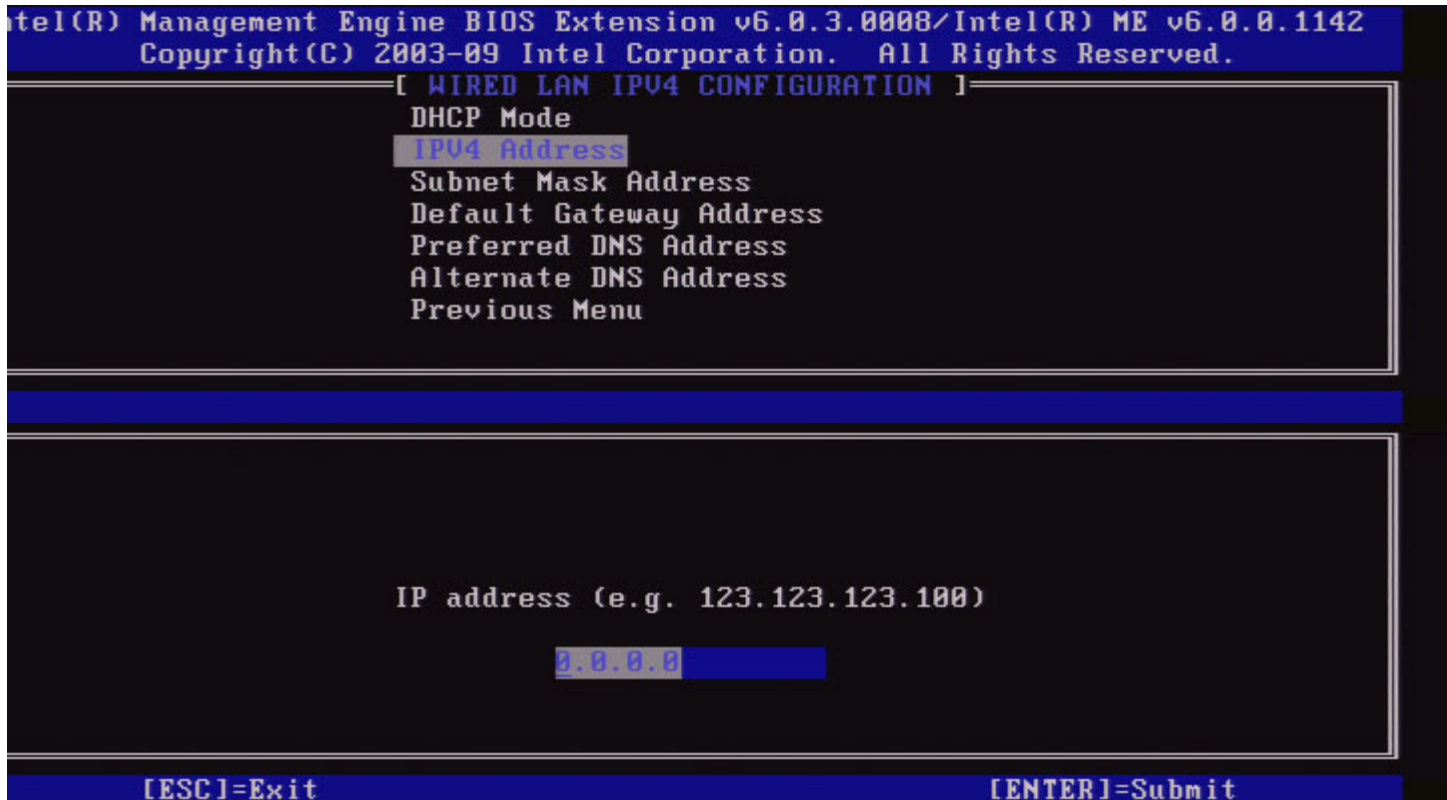 ntel(R) Management Engine BIOS Extension v6.0.3.0008/Intel(R) ME v6.0.0.1142
Copyright(C) 2003-09 Intel Corporation. All Rights Reserved.
[ WIRED LAN IPV4 CONFIGURATION ]
DHCP Mode
IPV4 Address
Subnet Mask Address
Default Gateway Address
Preferred DNS Address
Alternate DNS Address
Previous Menu
IP address (e.g. 123.123.123.100)
0.0.0.0
[ESC]=Exit [ENTER]=Submit